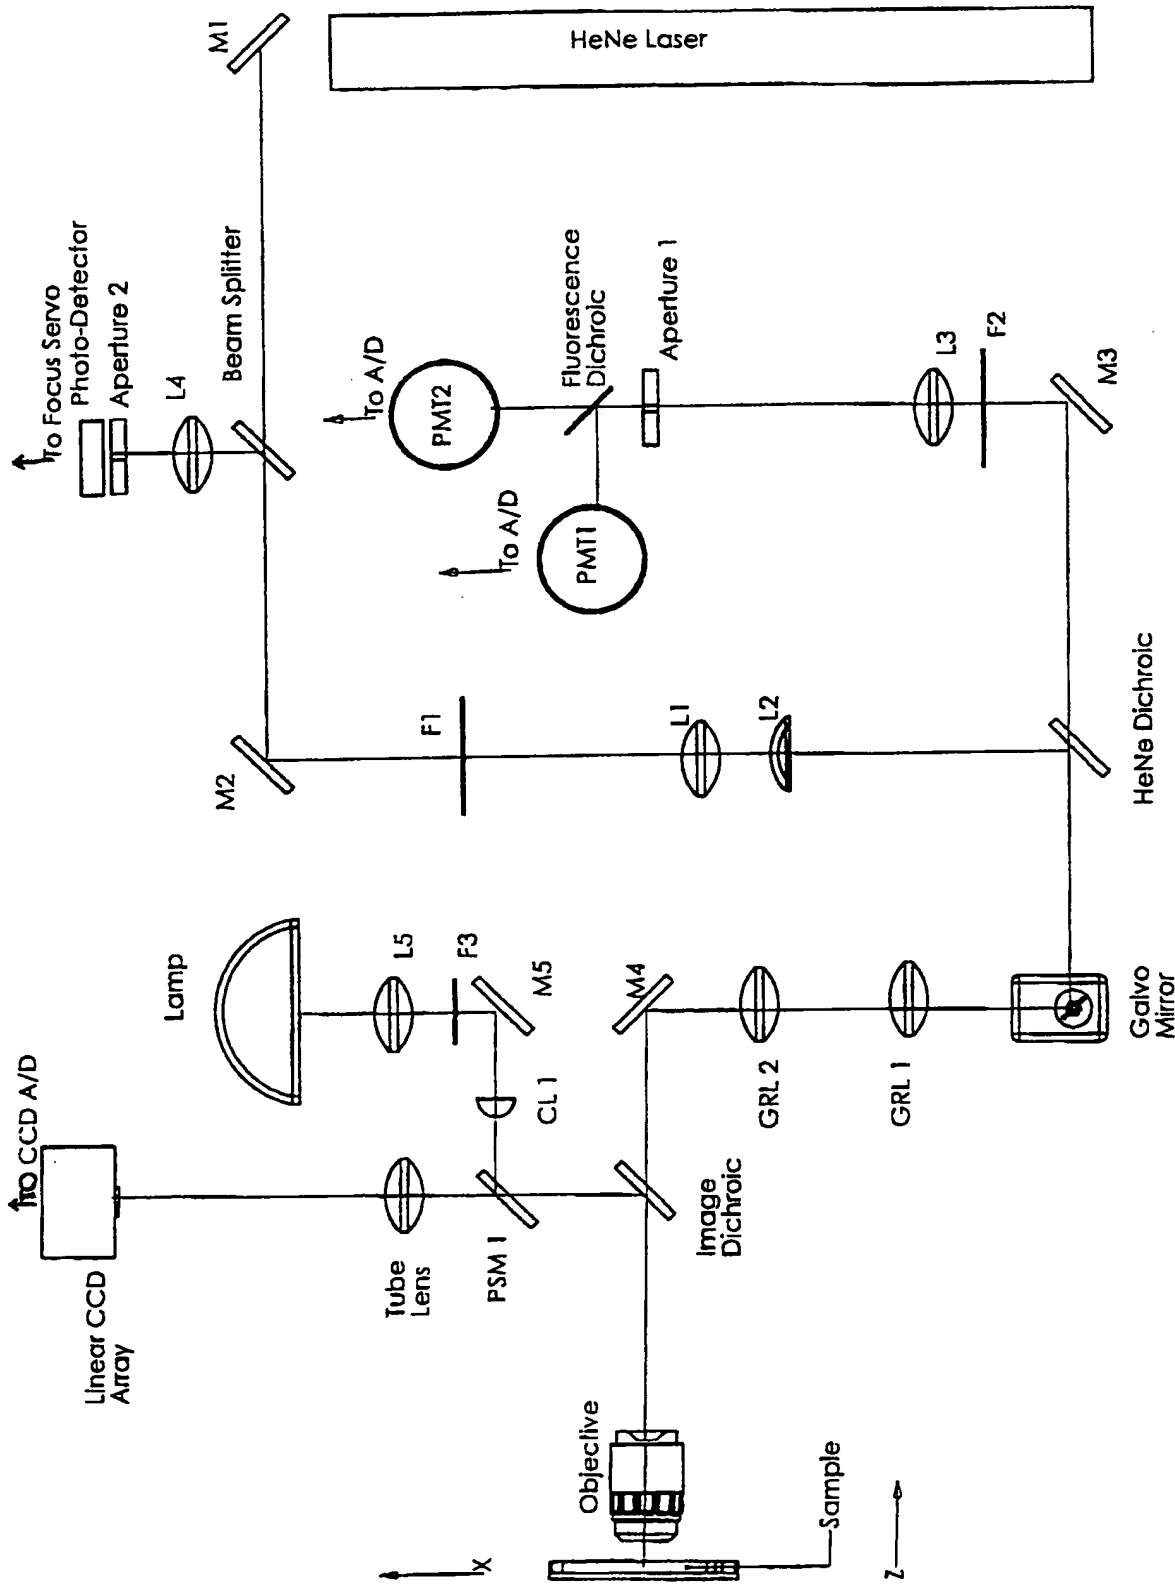 HeNe Laser
M1
To Focus Servo
Photo-Detector
Aperture 2
L4
Beam Splitter
To A/D
PMT2
Fluorescence
Dichroic
Aperture 1
L3
F2
M3
To A/D
PMT1
M2
F1
L1
L2
HeNe Dichroic
Lamp
L5
F3
M5
CL 1
M4
GRL 2
GRL 1
Galvo
Mirror
TO CCD A/D
Linear CCD
Array
Tube
Lens
PSM 1
Image
Dichroic
Objective
Sample
X
Z